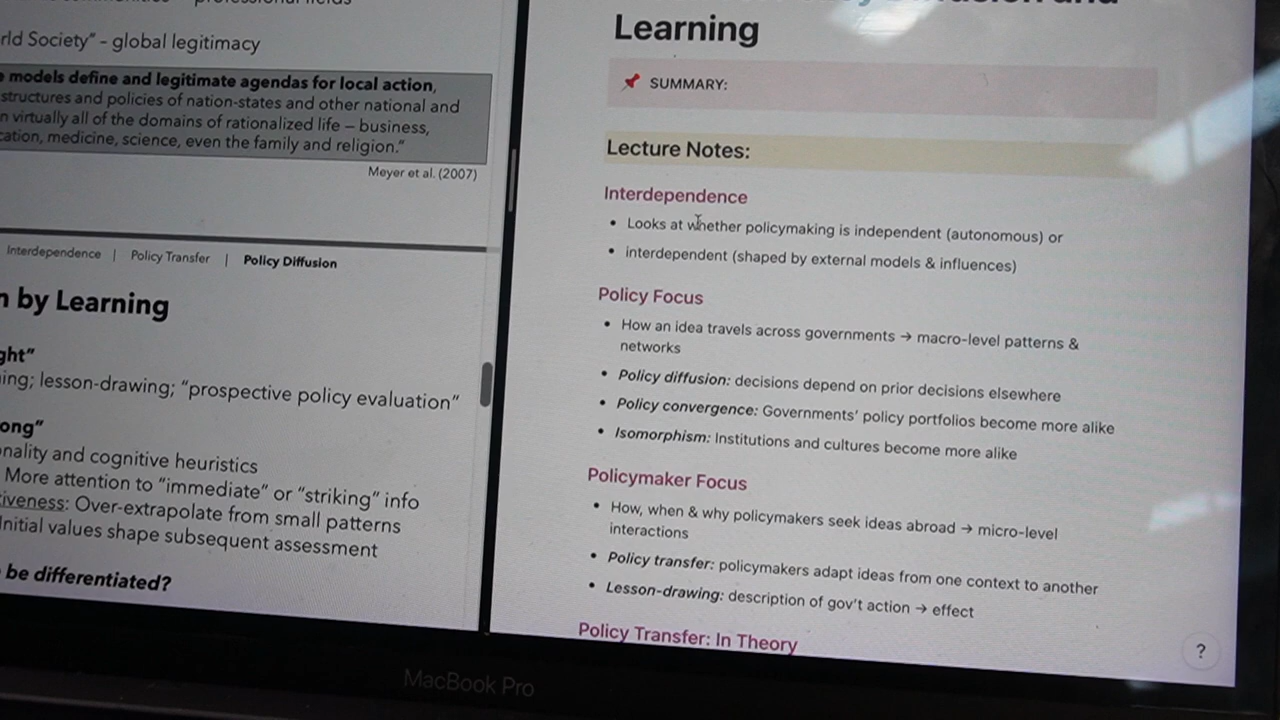 professional fields
rld Society" – global legitimacy
models define and legitimate agendas for local action,
structures and policies of nation-states and other national and
n virtually all of the domains of rationalized life – business,
cation, medicine, science, even the family and religion."
Meyer et al. (2007)
Interdependence | Policy Transfer | Policy Diffusion
n by Learning
ght"
ing; lesson-drawing; "prospective policy evaluation"
ong"
onality and cognitive heuristics
More attention to "immediate" or "striking" info
iveness: Over-extrapolate from small patterns
Initial values shape subsequent assessment
be differentiated?
Learning
📌 SUMMARY:
Lecture Notes:
Interdependence
• Looks at whether policymaking is independent (autonomous) or
• interdependent (shaped by external models & influences)
Policy Focus
• How an idea travels across governments → macro-level patterns &
networks
• Policy diffusion: decisions depend on prior decisions elsewhere
• Policy convergence: Governments' policy portfolios become more alike
• Isomorphism: Institutions and cultures become more alike
Policymaker Focus
• How, when & why policymakers seek ideas abroad → micro-level
interactions
• Policy transfer: policymakers adapt ideas from one context to another
• Lesson-drawing: description of gov't action → effect
Policy Transfer: In Theory
?
MacBook Pro